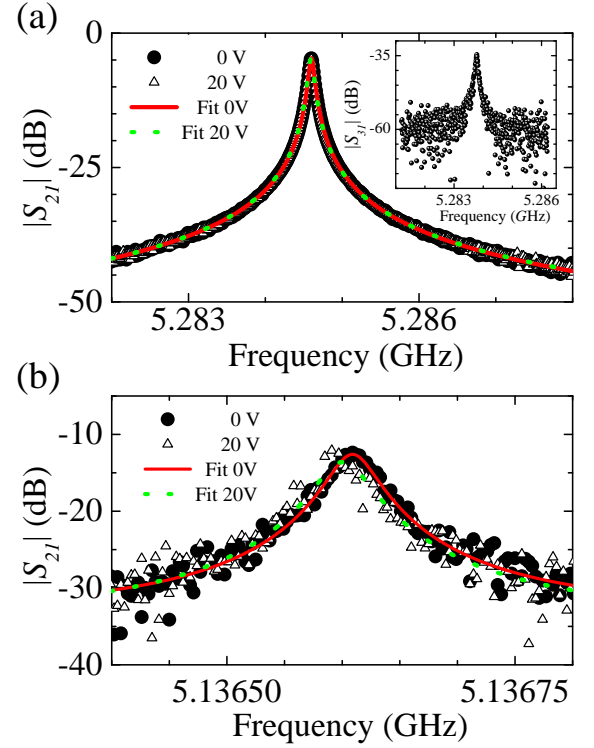 (a)
0
-25
-50
|S21| (dB)
0 V
20 V
Fit 0V
Fit 20 V
-35
-60
|S31| (dB)
5.283
5.286
Frequency (GHz)
5.283
5.286
Frequency (GHz)
(b)
-10
-20
-30
-40
|S21| (dB)
0 V
20 V
Fit 0V
Fit 20V
5.13650
5.13675
Frequency (GHz)